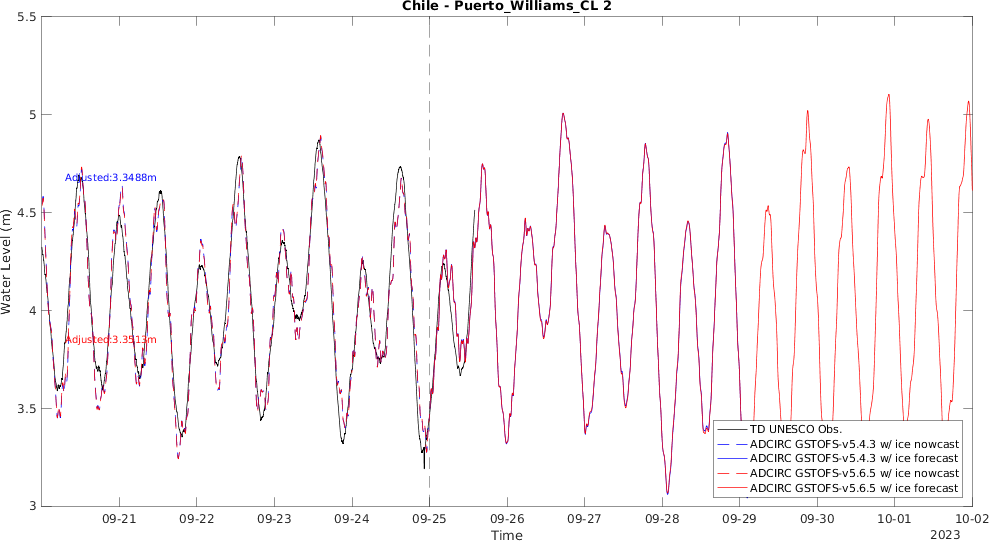 Chile - Puerto_Williams_CL 2
5.5
5
4.5
4
3.5
3
Water Level (m)
Adjusted:3.3488m
Adjusted:3.3513m
TD UNESCO Obs.
ADCIRC GSTOFS-v5.4.3 w/ ice nowcast
ADCIRC GSTOFS-v5.4.3 w/ ice forecast
ADCIRC GSTOFS-v5.6.5 w/ ice nowcast
ADCIRC GSTOFS-v5.6.5 w/ ice forecast
09-21 09-22 09-23 09-24 09-25 09-26 09-27 09-28 09-29 09-30 10-01 10-02
Time
2023